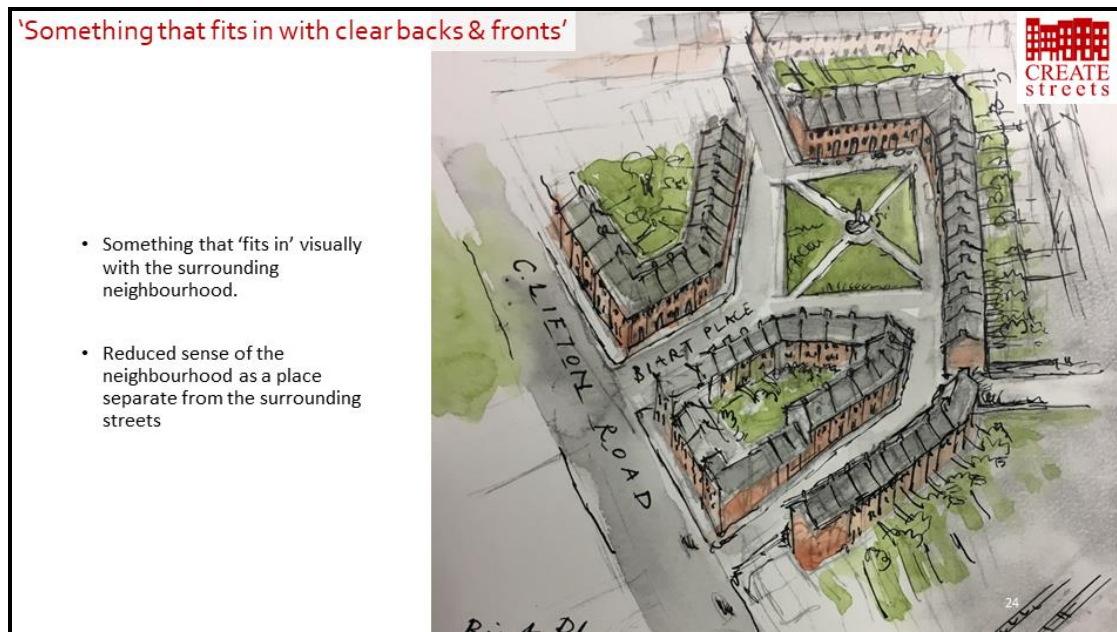 'Something that fits in with clear backs & fronts'
CREATE
streets
• Something that 'fits in' visually
with the surrounding
neighbourhood.
• Reduced sense of the
neighbourhood as a place
separate from the surrounding
streets
CLIFTON ROAD
BLART PLACE
24